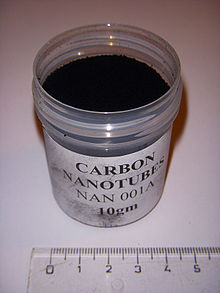 CARBON
NANOTUBES
NAN 001A
10gm
0 1 2 3 4 5